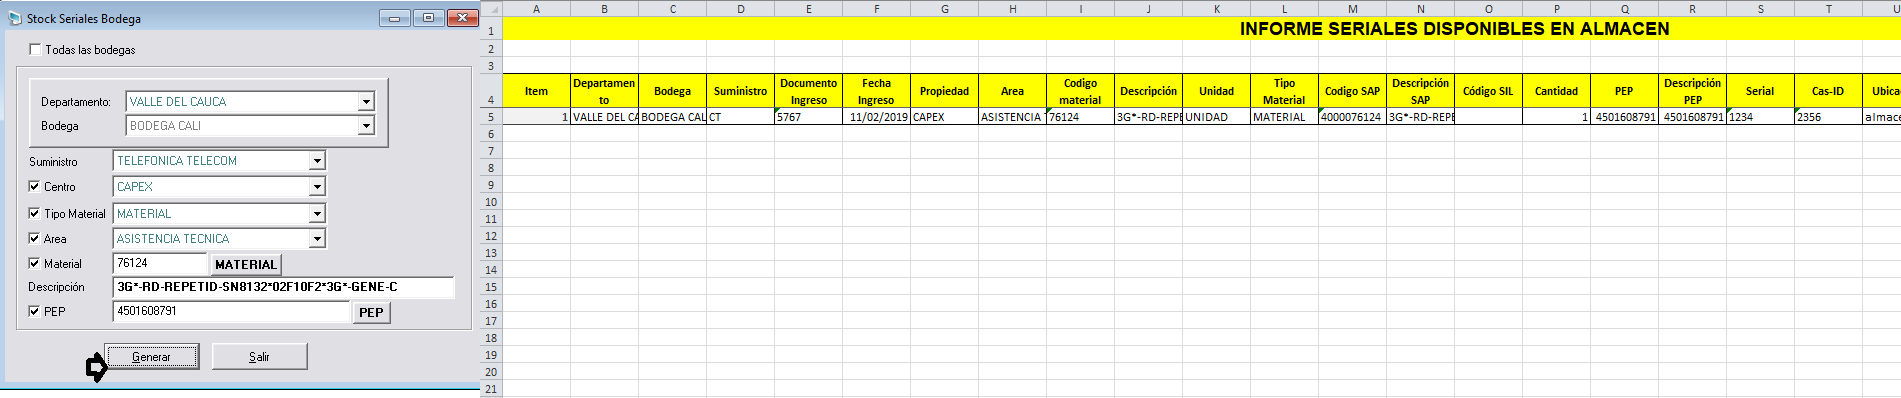 Stock Seriales Bodega
Todas las bodegas
Departamento: VALLE DEL CAUCA
Bodega BODEGA CALI
Suministro TELEFONICA TELECOM
Centro CAPEX
Tipo Material MATERIAL
Area ASISTENCIA TECNICA
Material 76124 MATERIAL
Descripción 3G*-RD-REPETID-SN8132*02F10F2*3G*-GENE-C
PEP 4501608791 PEP
Generar Salir
A B C D E F G H I J K L M N O P Q R S T U
1 INFORME SERIALES DISPONIBLES EN ALMACEN
2
3
4 Item Departamento Bodega Suministro Documento Ingreso Fecha Ingreso Propiedad Area Codigo material Descripción Unidad Tipo Material Codigo SAP Descripción SAP Código SIL Cantidad PEP Descripción PEP Serial Cas-ID Ubica
5 1 VALLE DEL CA BODEGA CAL CT 5767 11/02/2019 CAPEX ASISTENCIA 76124 3G*-RD-REPE UNIDAD MATERIAL 4000076124 3G*-RD-REPE 1 4501608791 4501608791 1234 2356 almace
6
7
8
9
10
11
12
13
14
15
16
17
18
19
20
21